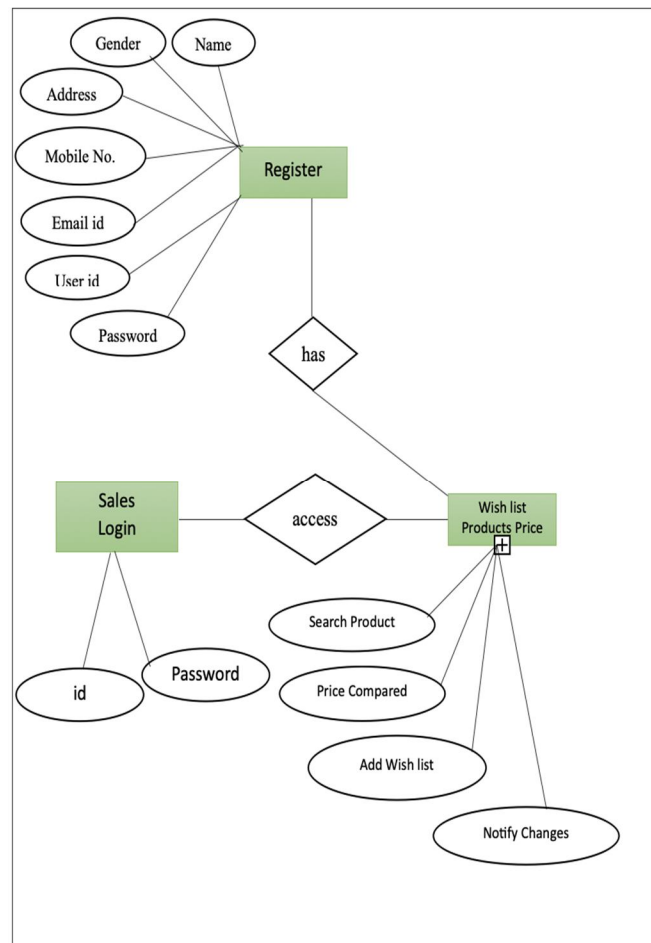 Gender
Name
Address
Mobile No.
Register
Email id
User id
Password
has
Sales
Login
access
Wish list
Products Price
Search Product
Password
id
Price Compared
Add Wish list
Notify Changes